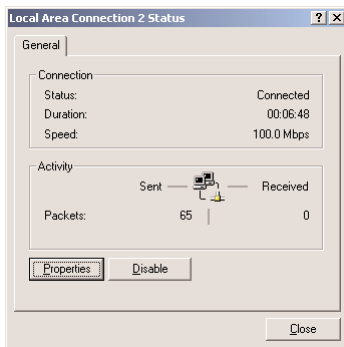 Local Area Connection 2 Status
General
Connection
Status: Connected
Duration: 00:06:48
Speed: 100.0 Mbps
Activity
Sent Received
Packets: 65 0
Properties Disable
Close